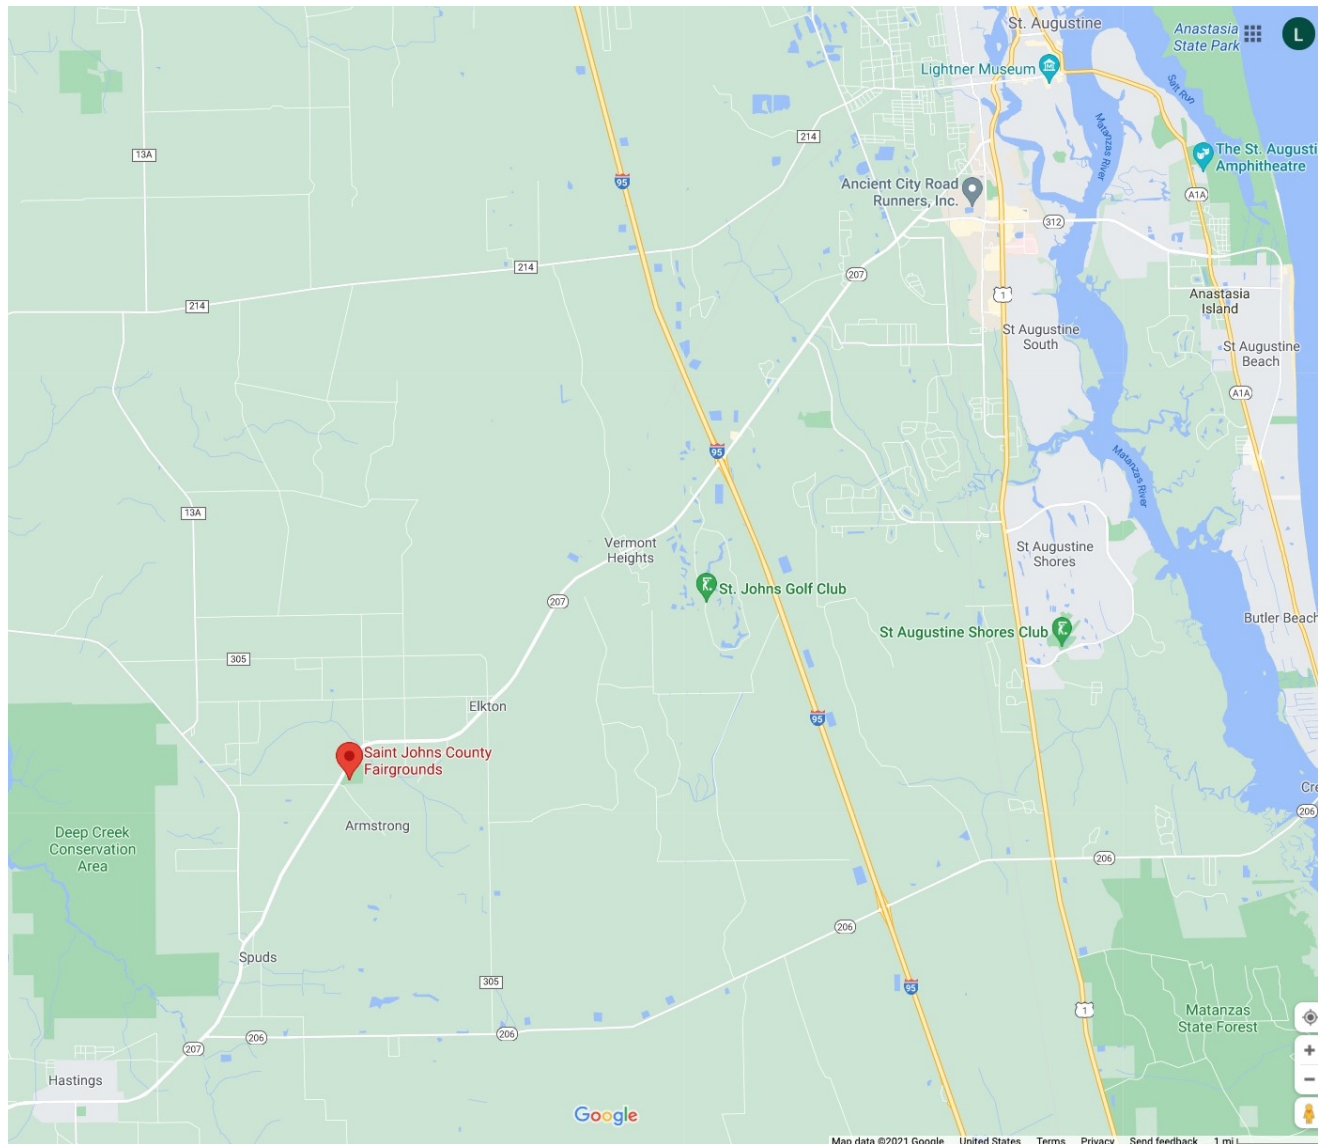 St. Augustine
Anastasia
State Park
L
Lightner Museum
Salt Run
Matanzas River
214
13A
The St. Augusti
Amphitheatre
95
Ancient City Road
Runners, Inc.
A1A
312
214
207
214
1
Anastasia
Island
St Augustine
South
St Augustine
Beach
A1A
95
Matanzas River
13A
Vermont
Heights
St Augustine
Shores
St. Johns Golf Club
207
Butler Beach
St Augustine Shores Club
305
Elkton
95
Saint Johns County
Fairgrounds
Cre
206
Armstrong
Deep Creek
Conservation
Area
206
206
Spuds
305
95
1
Matanzas
State Forest
206
206
207
Hastings
Google
Map data ©2021 Google United States Terms Privacy Send feedback 1 mi